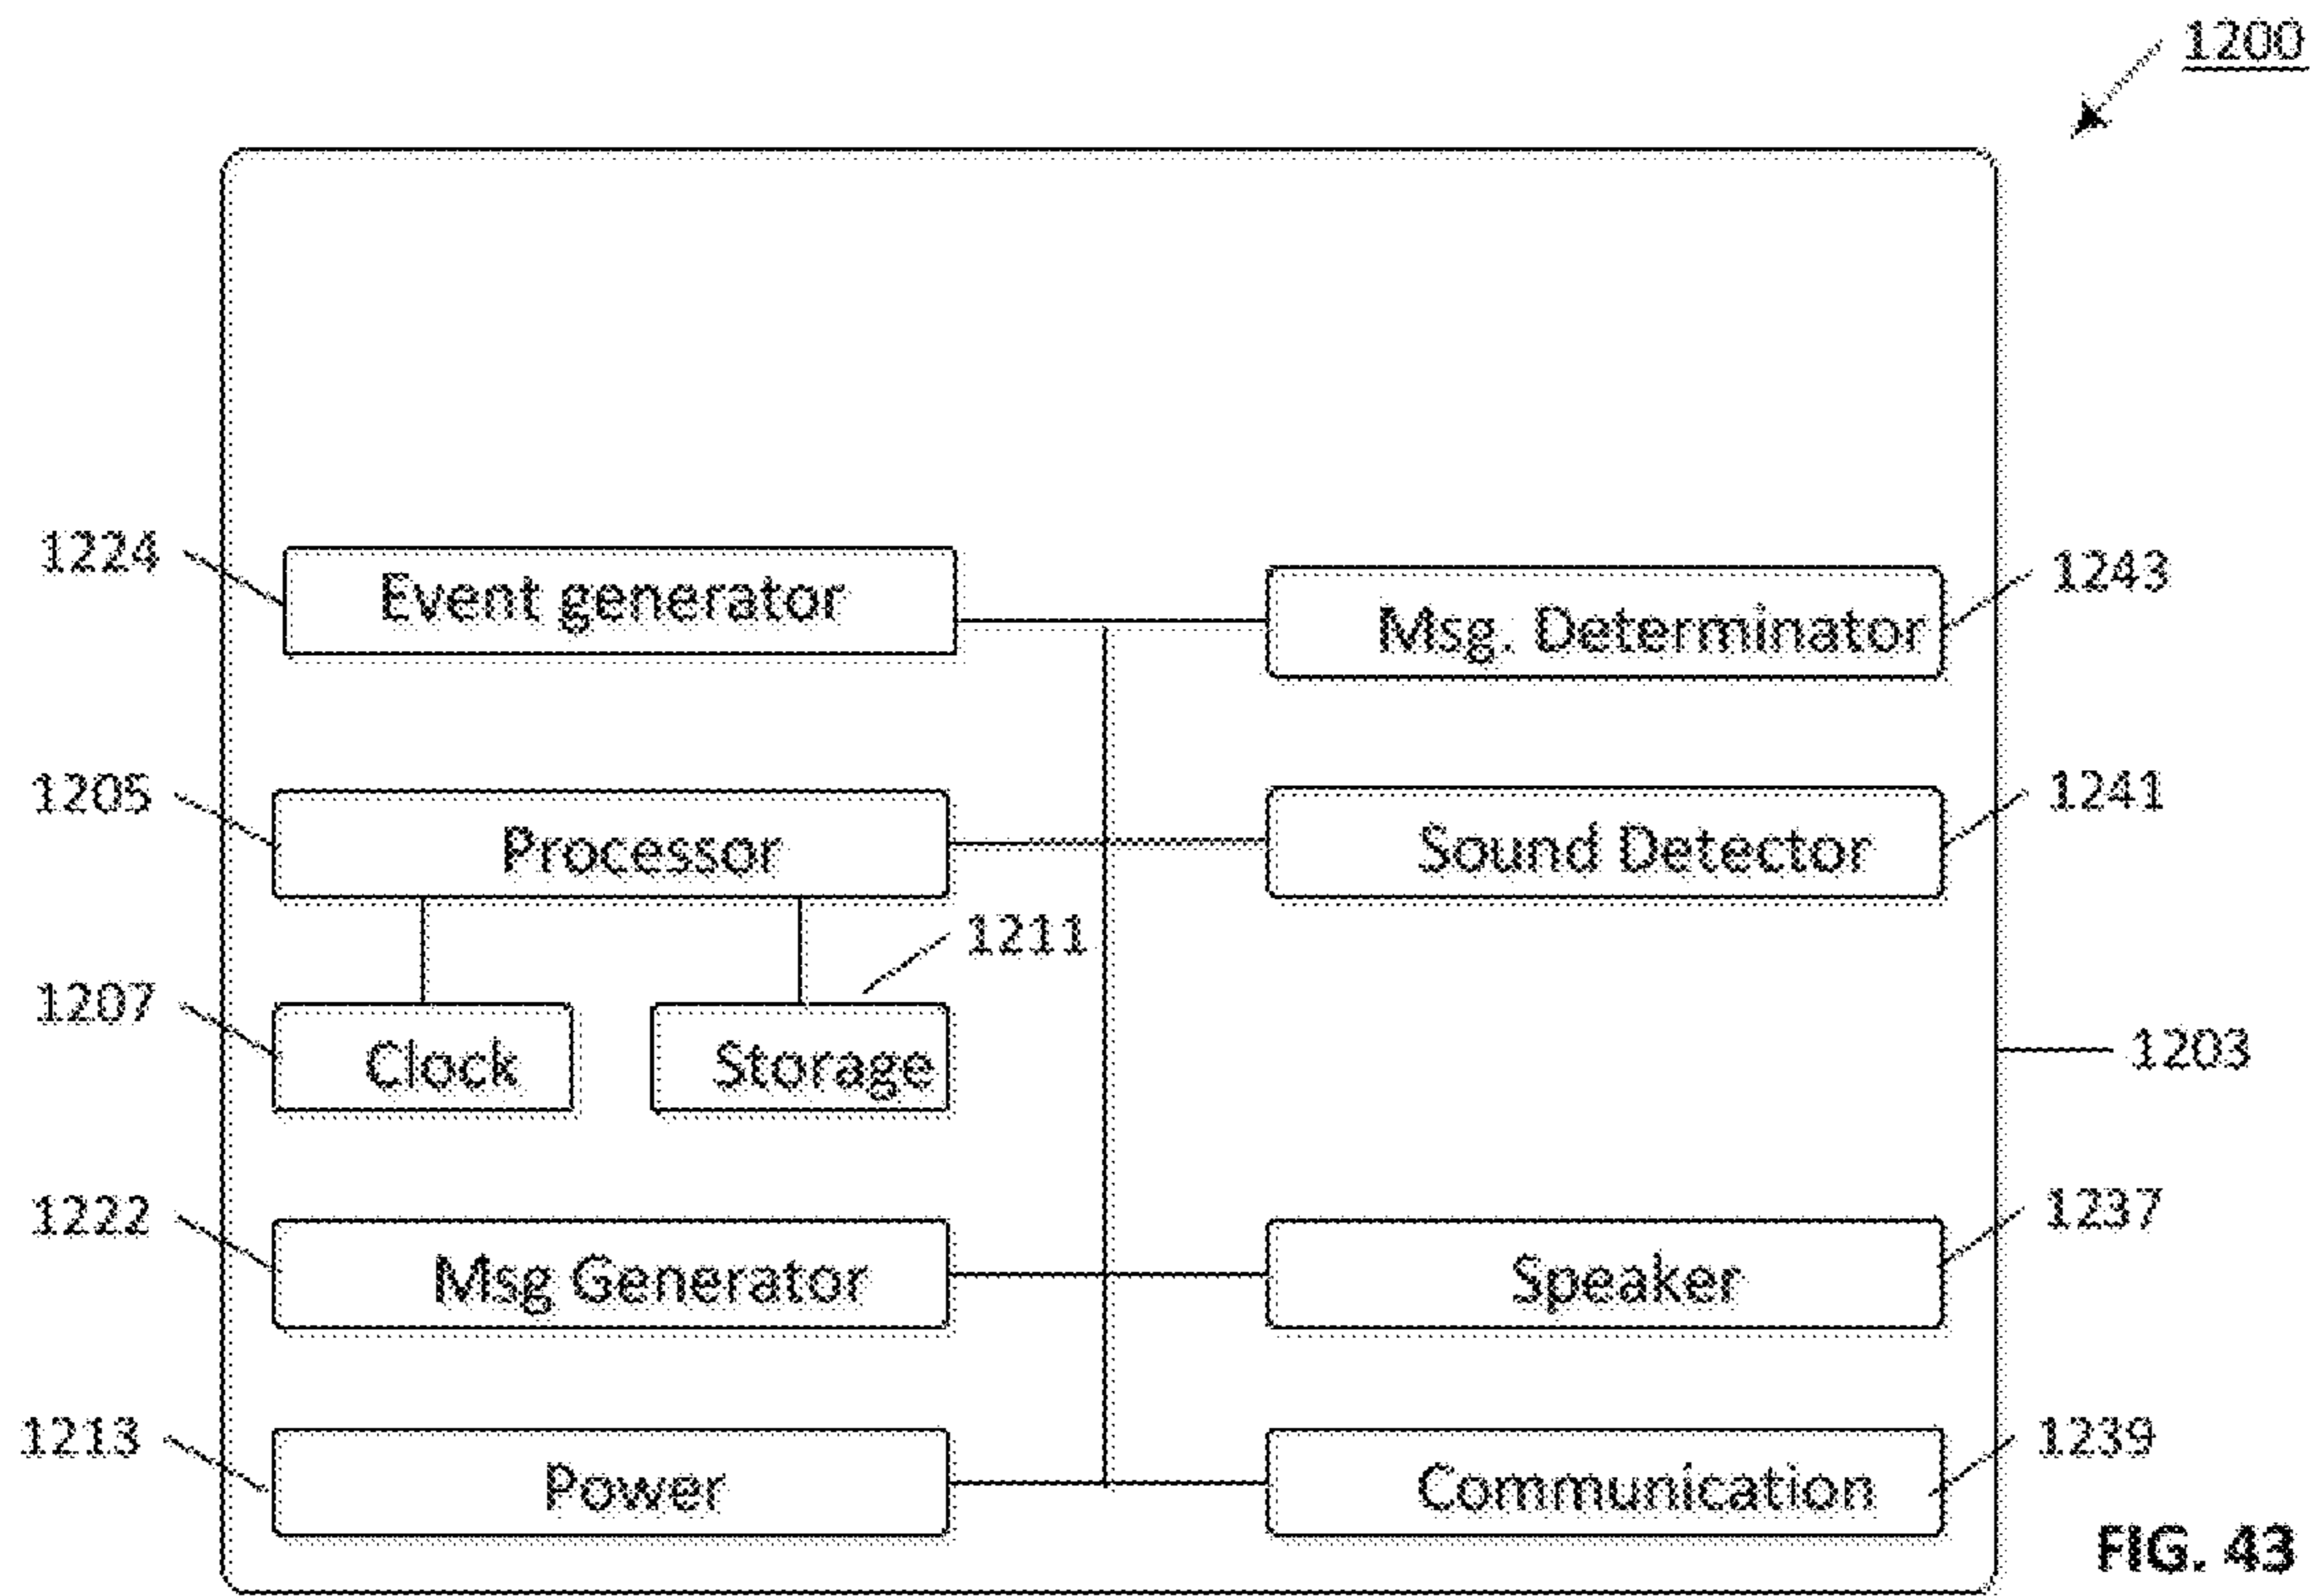 1200
1224
Event generator
Msg. Determinator
1243
1205
Processor
Sound Detector
1241
1211
1207
Clock
Storage
1203
1222
Msg Generator
Speaker
1237
1213
Power
Communication
1239
FIG. 43